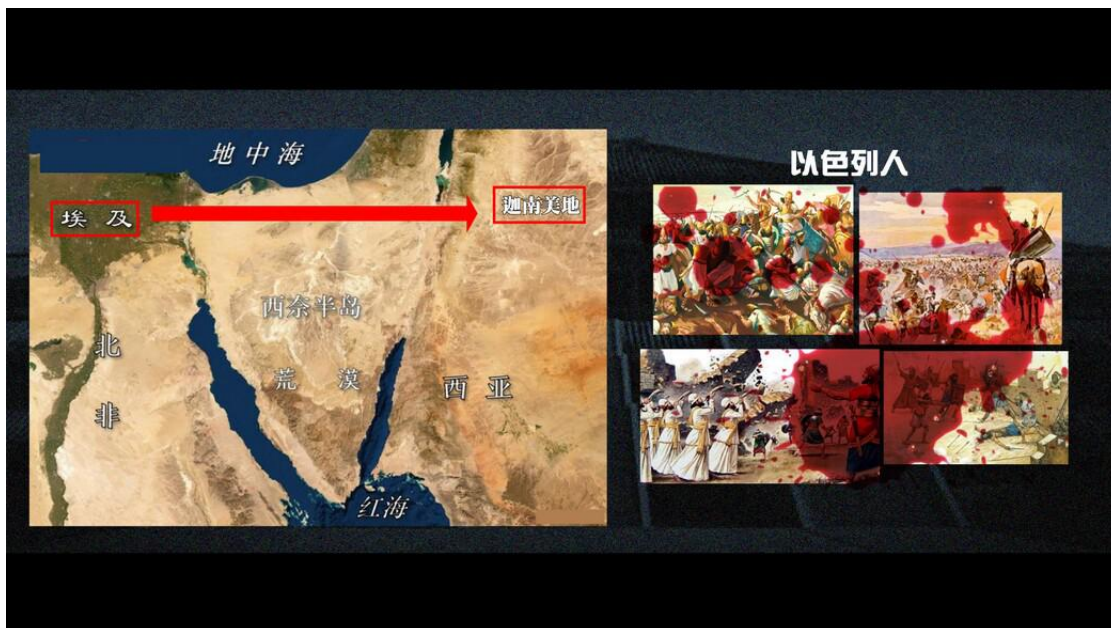 地中海
埃及
迦南美地
西奈半岛
荒漠
北非
西亚
红海
以色列人